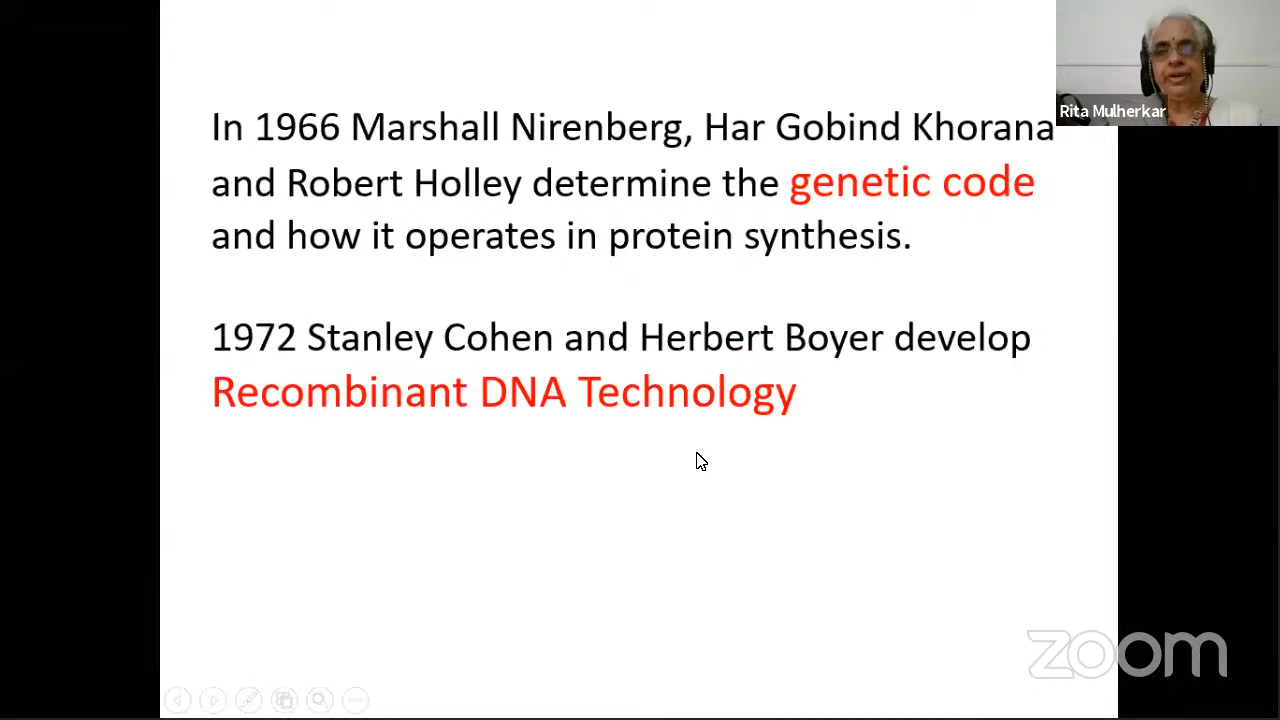 In 1966 Marshall Nirenberg, Har Gobind Khorana
and Robert Holley determine the genetic code
and how it operates in protein synthesis.
1972 Stanley Cohen and Herbert Boyer develop
Recombinant DNA Technology
Rita Mulherkar
zoom